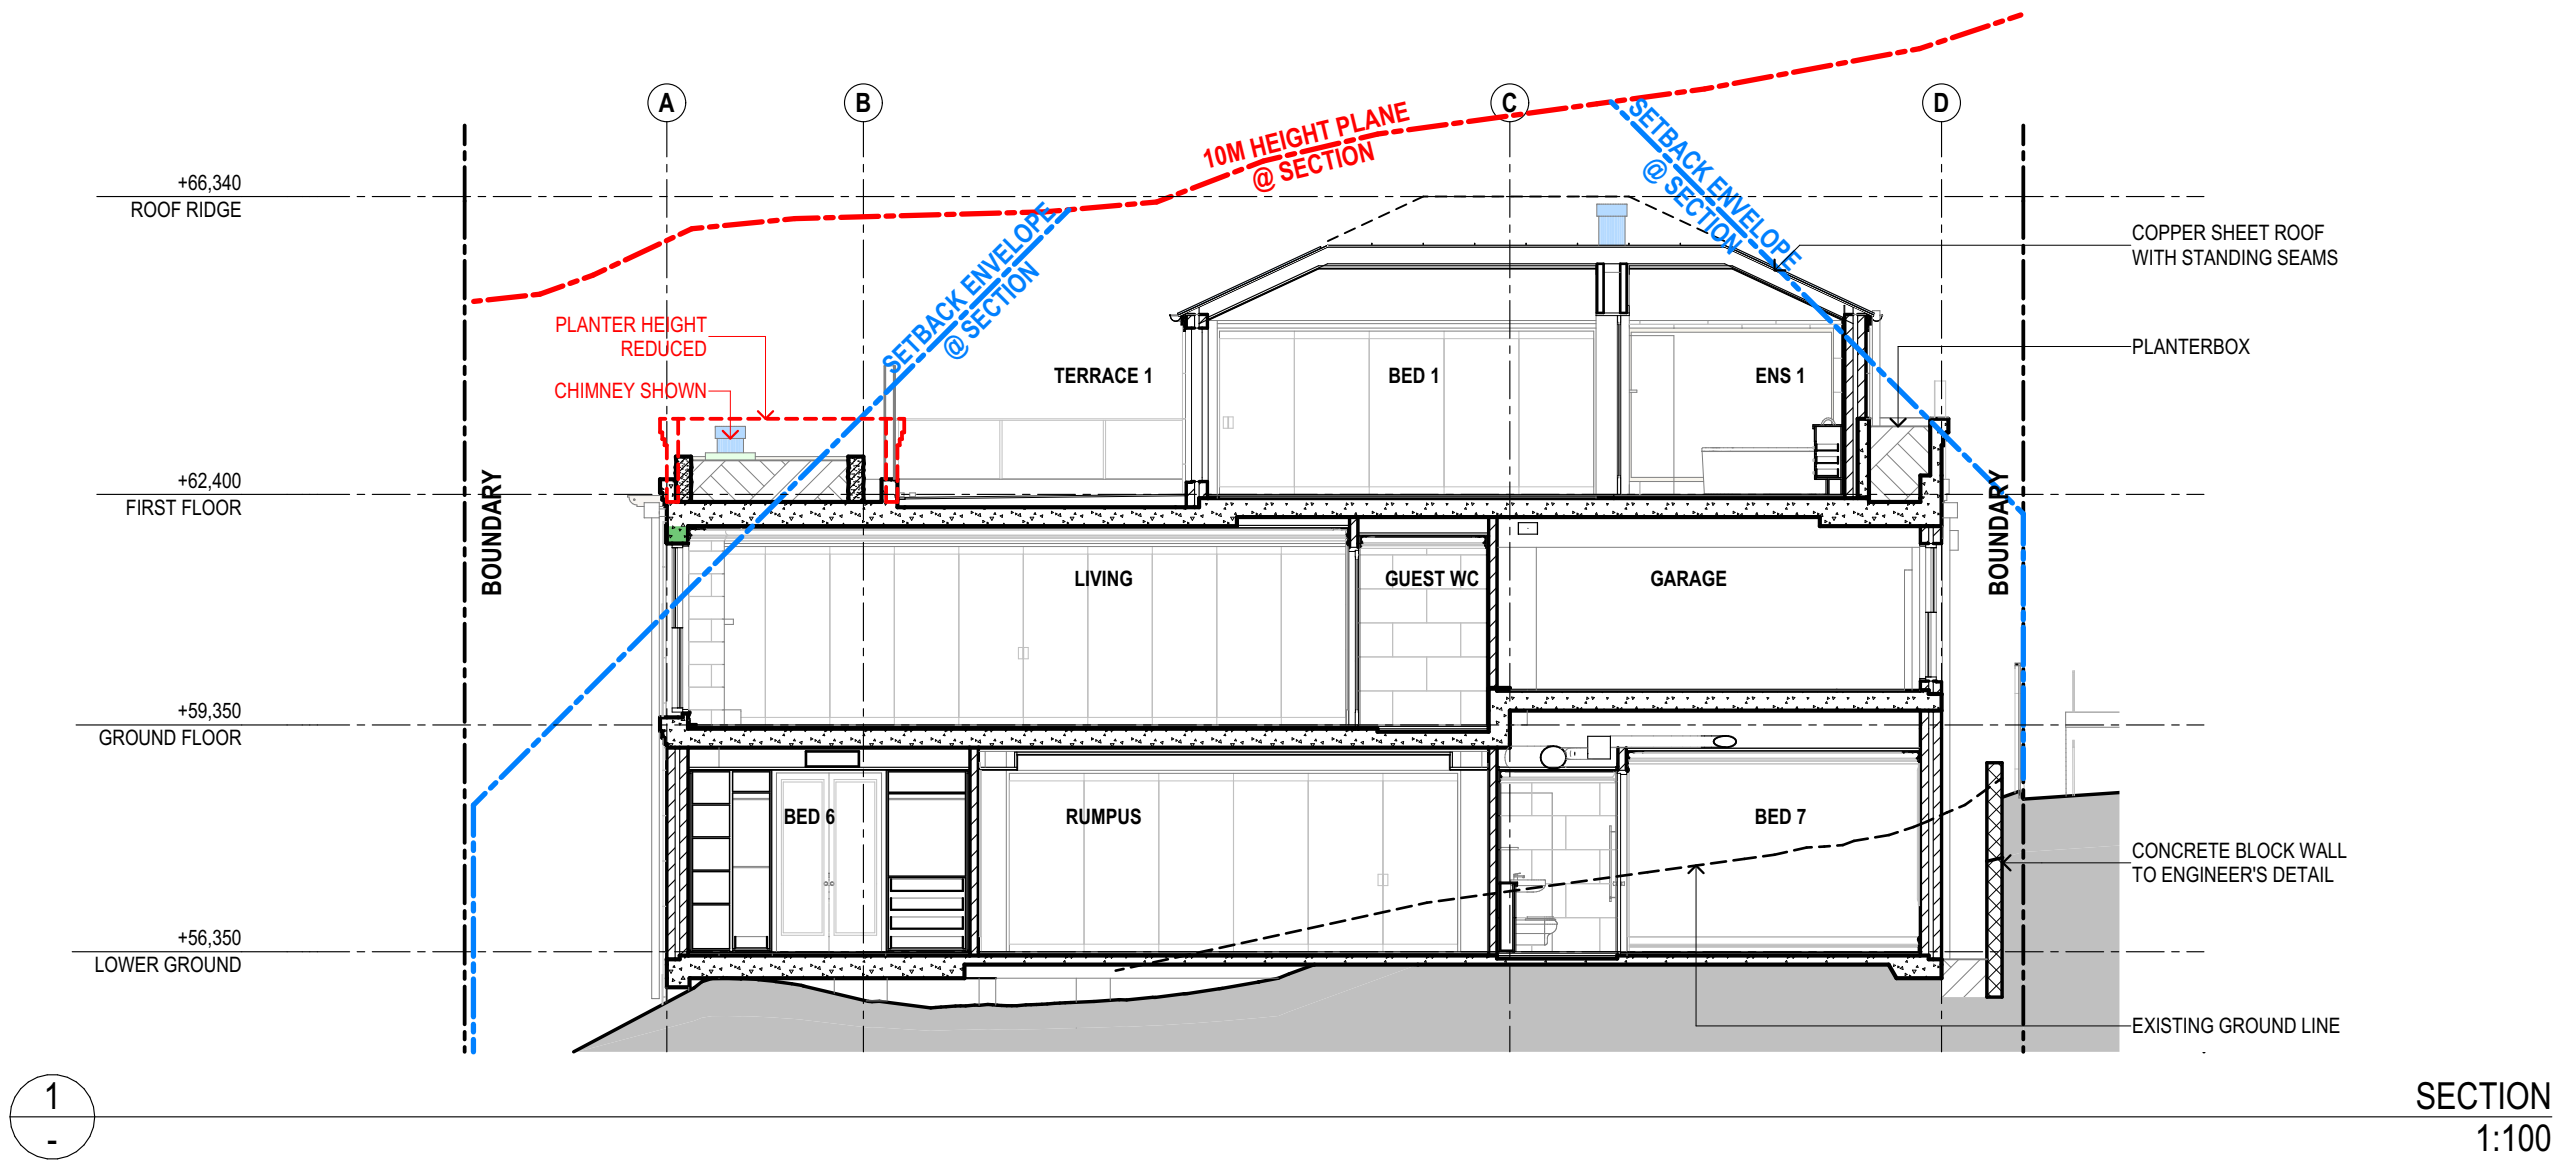 A
B
C
D
10M HEIGHT PLANE
@ SECTION
SETBACK ENVELOPE
@ SECTION
SETBACK ENVELOPE
@ SECTION
+66,340
ROOF RIDGE
COPPER SHEET ROOF
WITH STANDING SEAMS
PLANTER HEIGHT
REDUCED
PLANTERBOX
CHIMNEY SHOWN
TERRACE 1
BED 1
ENS 1
+62,400
FIRST FLOOR
BOUNDARY
BOUNDARY
LIVING
GUEST WC
GARAGE
+59,350
GROUND FLOOR
BED 6
RUMPUS
BED 7
CONCRETE BLOCK WALL
TO ENGINEER'S DETAIL
+56,350
LOWER GROUND
EXISTING GROUND LINE
1
-
SECTION
1:100